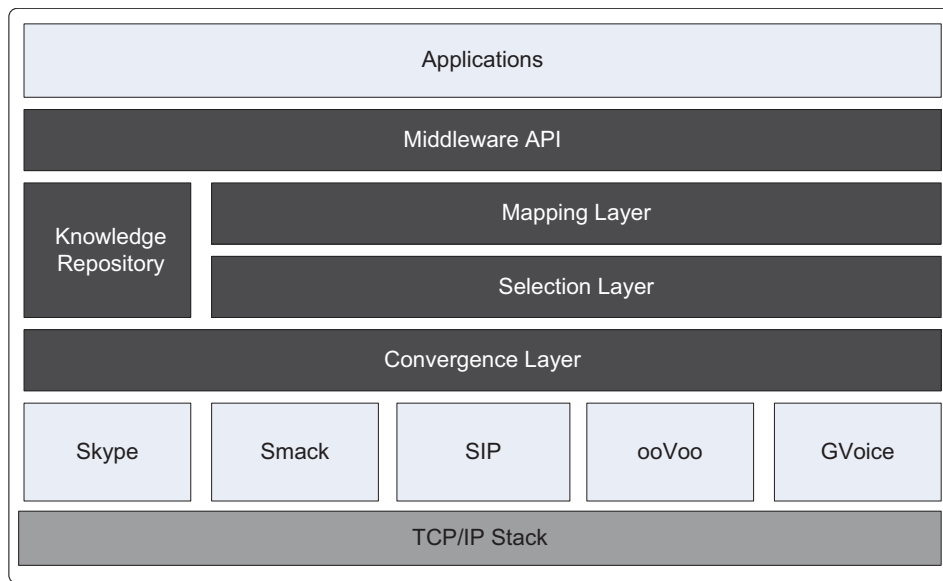 Applications
Middleware API
Knowledge
Repository
Mapping Layer
Selection Layer
Convergence Layer
Skype
Smack
SIP
ooVoo
GVoice
TCP/IP Stack